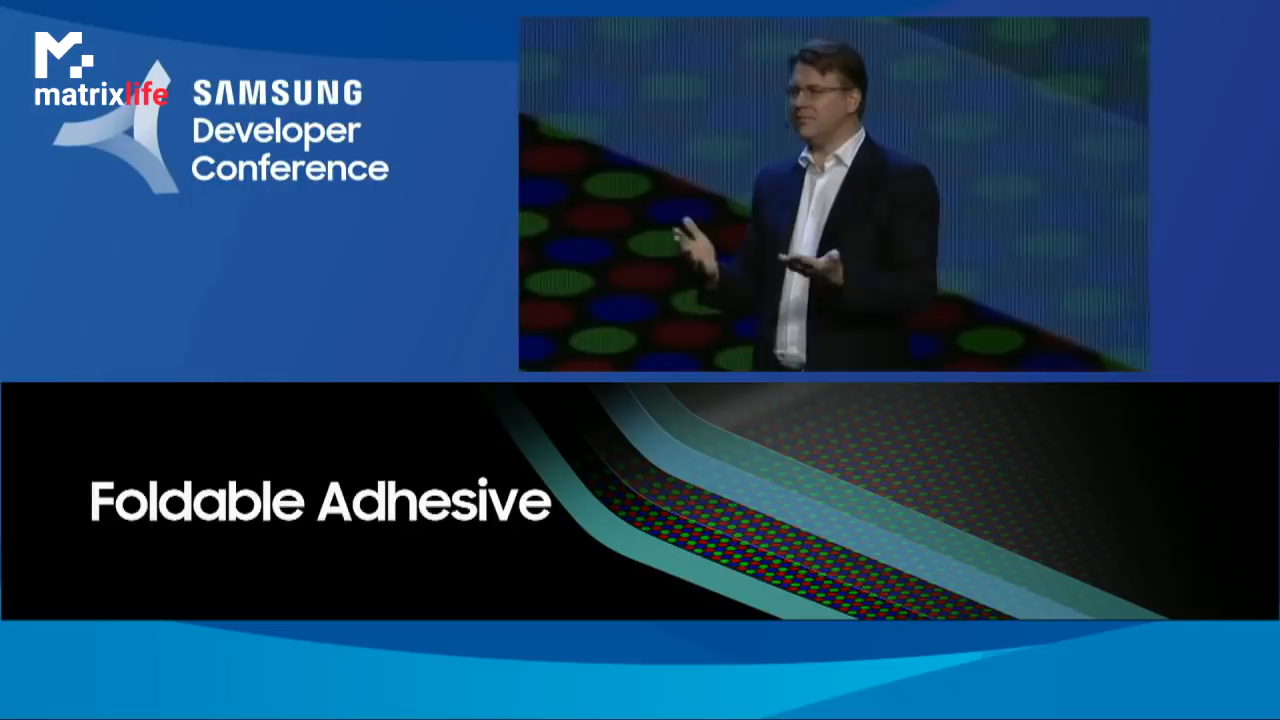 matrixlife
SAMSUNG
Developer
Conference
Foldable Adhesive